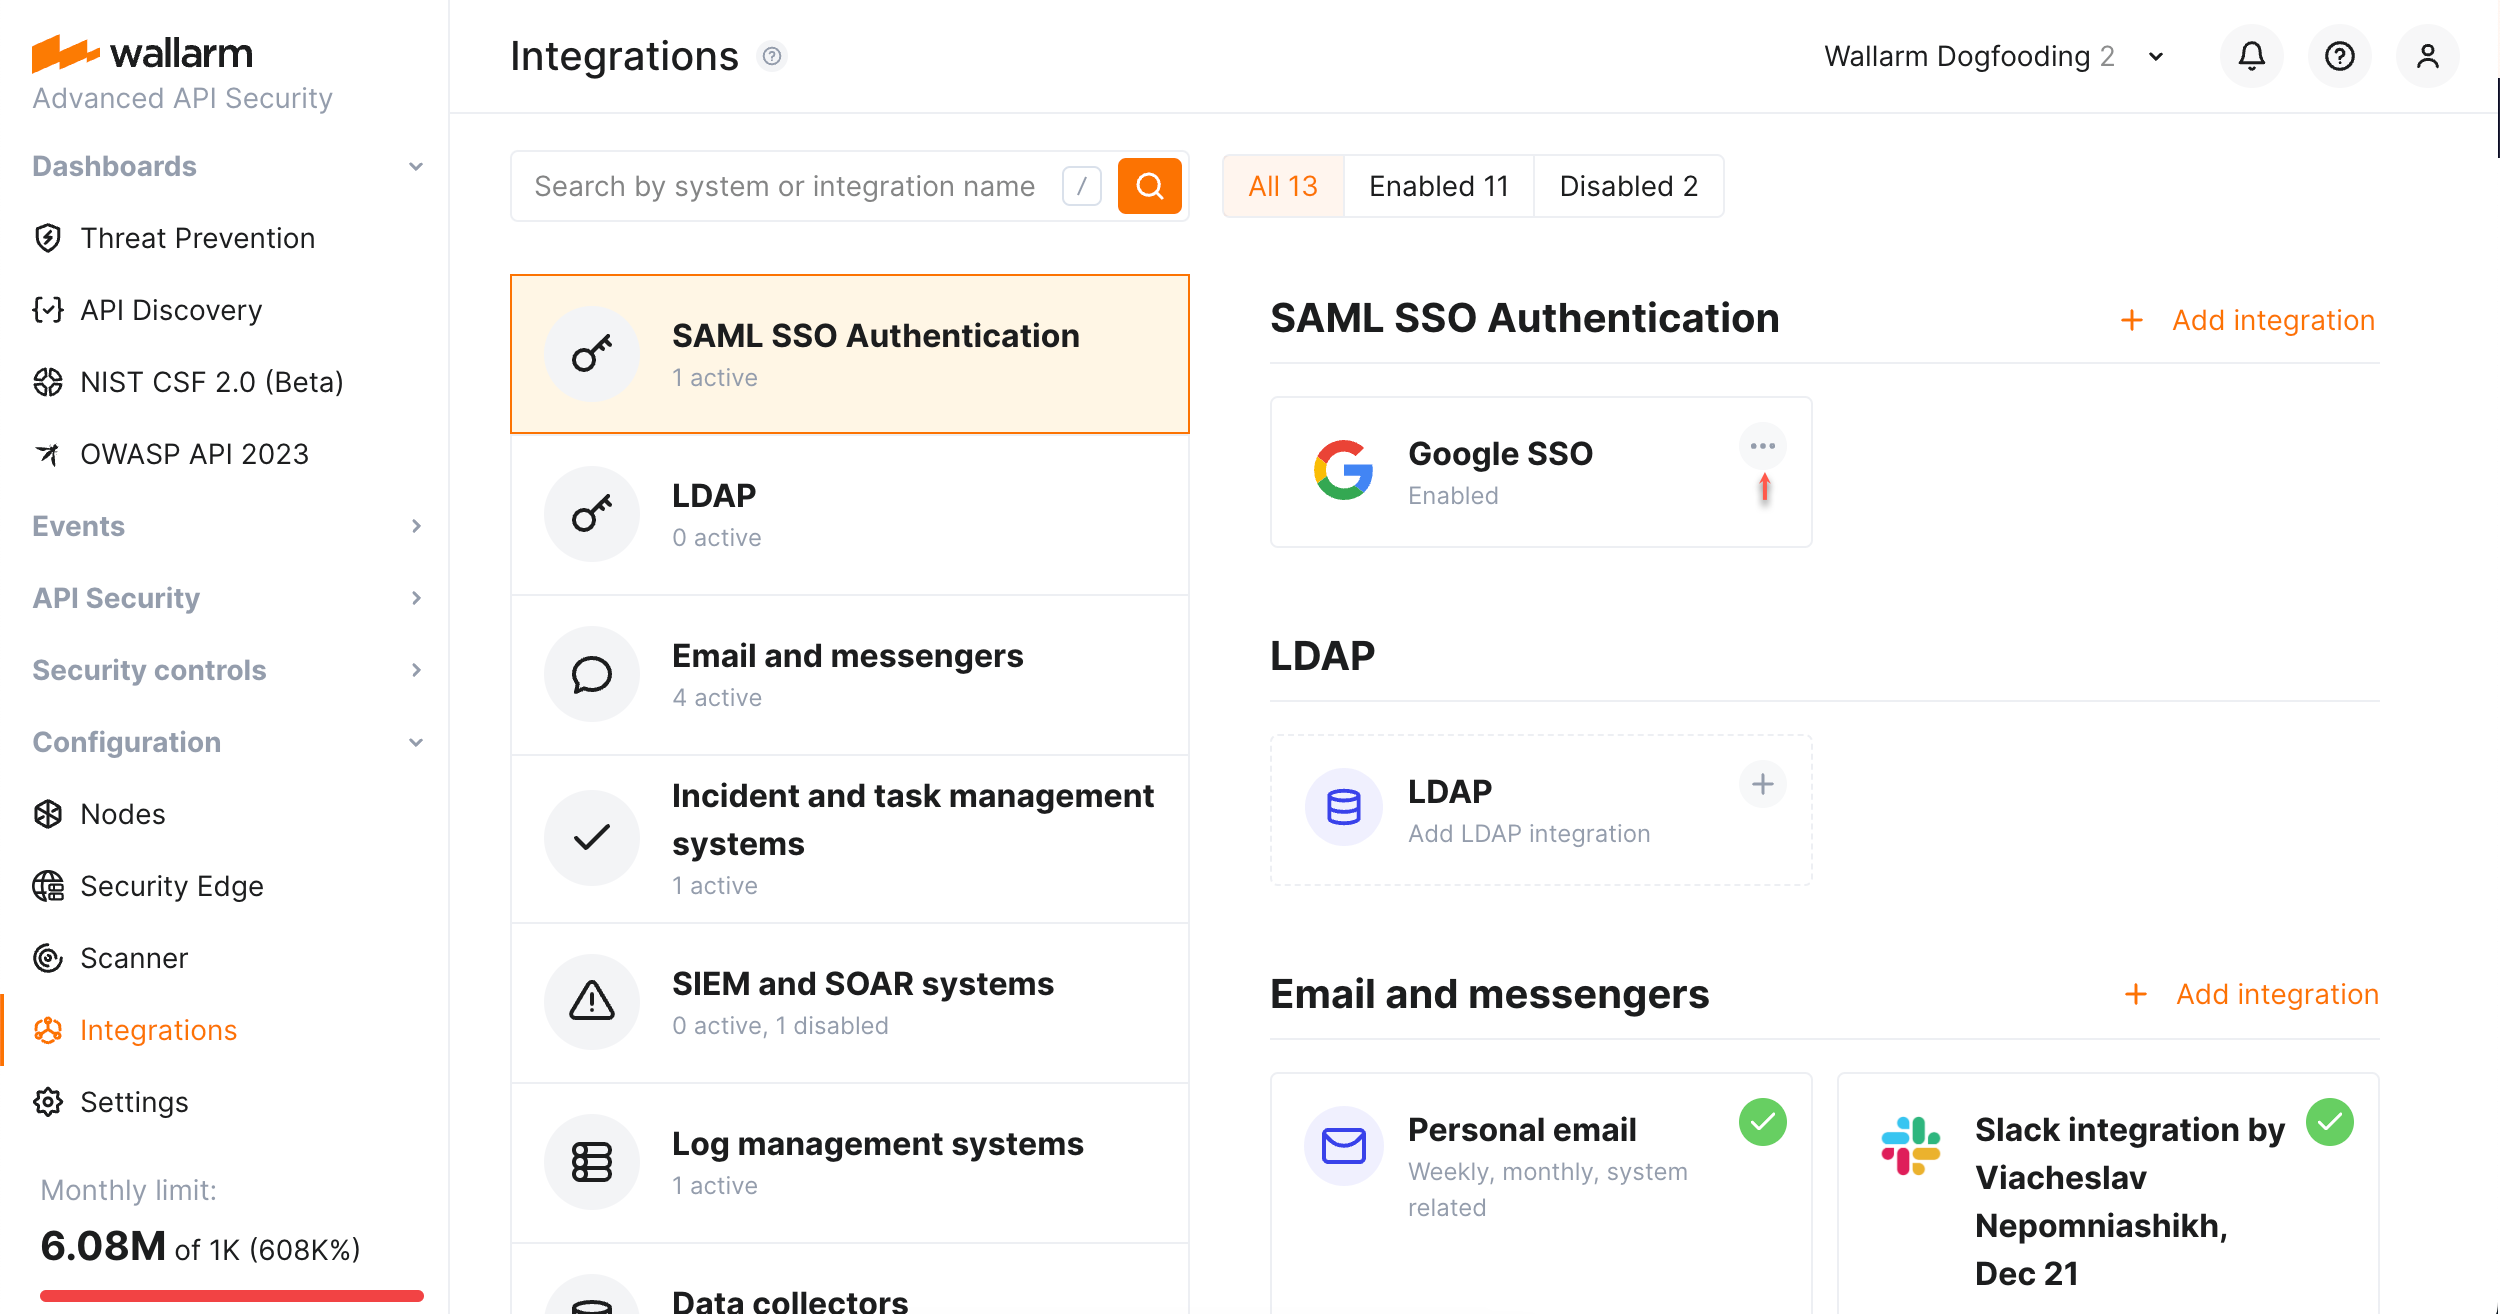 wallarm
Advanced API Security
Dashboards
Threat Prevention
API Discovery
NIST CSF 2.0 (Beta)
OWASP API 2023
Events
API Security
Security controls
Configuration
Nodes
Security Edge
Scanner
Integrations
Settings
Monthly limit:
6.08M of 1K (608K%)
Integrations ?
Wallarm Dogfooding 2
?
Search by system or integration name /
All 13
Enabled 11
Disabled 2
SAML SSO Authentication
1 active
LDAP
0 active
Email and messengers
4 active
Incident and task management
systems
1 active
SIEM and SOAR systems
0 active, 1 disabled
Log management systems
1 active
Data collectors
SAML SSO Authentication
+ Add integration
Google SSO
Enabled
LDAP
LDAP
Add LDAP integration
Email and messengers
+ Add integration
Personal email
Weekly, monthly, system
related
Slack integration by
Viacheslav
Nepomniashikh,
Dec 21